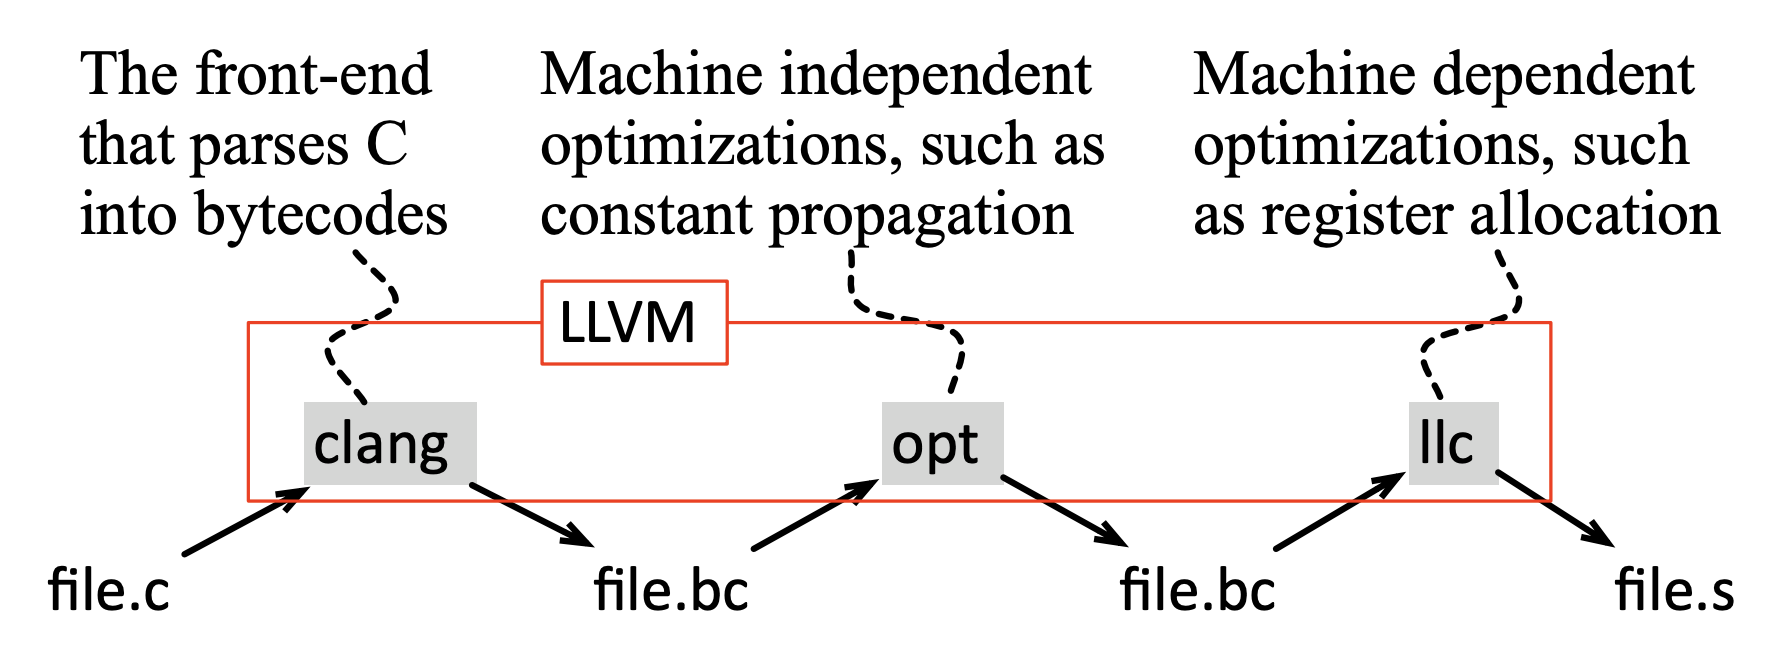 The front-end
that parses C
into bytecodes
Machine independent
optimizations, such as
constant propagation
Machine dependent
optimizations, such
as register allocation
LLVM
clang
opt
llc
file.c
file.bc
file.bc
file.s